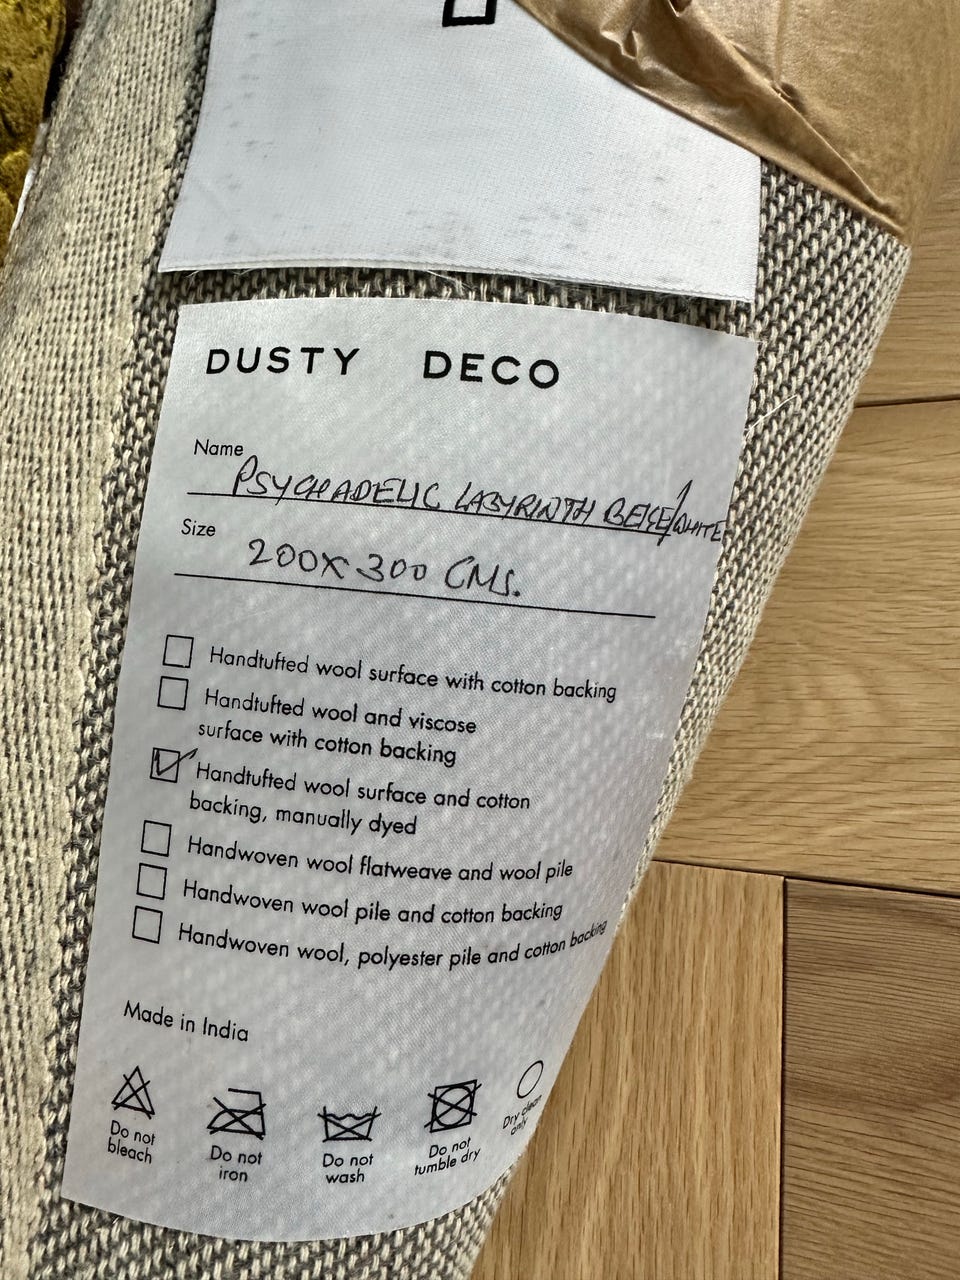 DUSTY DECO
Name
PSYCHADELIC LABYRINTH BEIGE/WHITE
Size
200X300 CMS.
Handtufted wool surface with cotton backing
Handtufted wool and viscose
surface with cotton backing
Handtufted wool surface and cotton
backing, manually dyed
Handwoven wool flatweave and wool pile
Handwoven wool pile and cotton backing
Handwoven wool, polyester pile and cotton backing
Made in India
Do not
bleach
Do not
iron
Do not
wash
Do not
tumble dry
Dry clean
only